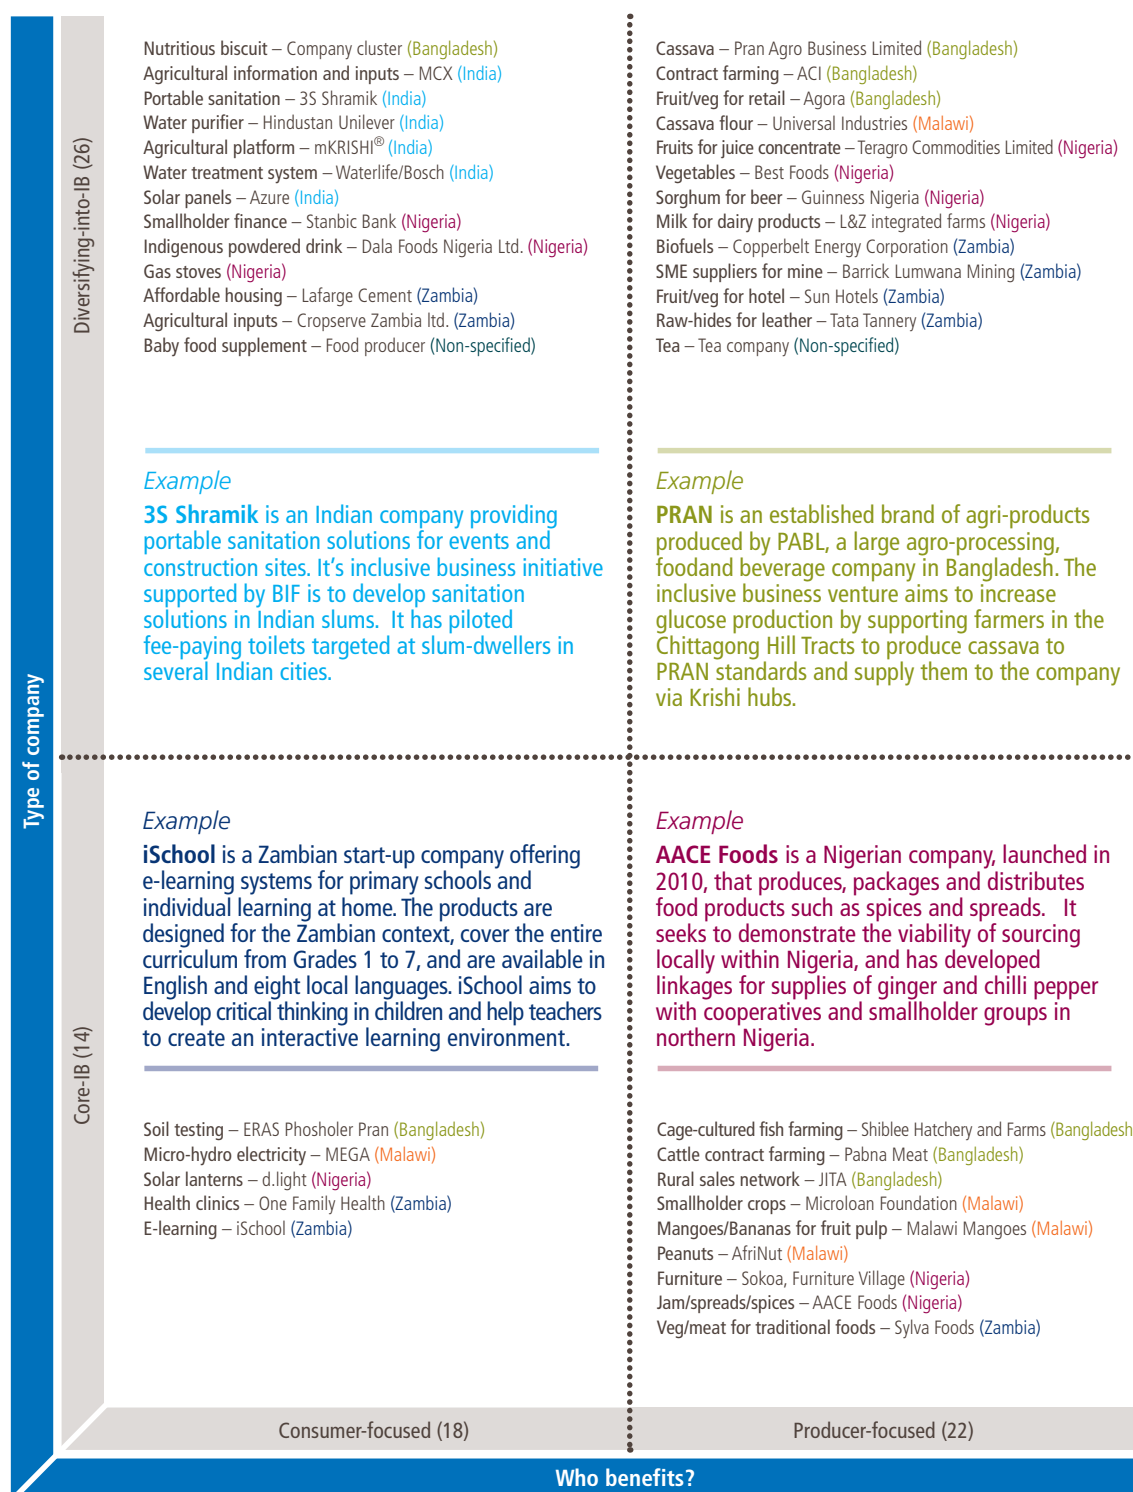 Type of company
Diversifying-into-IB (26)
Nutritious biscuit – Company cluster (Bangladesh)
Agricultural information and inputs – MCX (India)
Portable sanitation – 3S Shramik (India)
Water purifier – Hindustan Unilever (India)
Agricultural platform – mKRISHI® (India)
Water treatment system – Waterlife/Bosch (India)
Solar panels – Azure (India)
Smallholder finance – Stanbic Bank (Nigeria)
Indigenous powdered drink – Dala Foods Nigeria Ltd. (Nigeria)
Gas stoves (Nigeria)
Affordable housing – Lafarge Cement (Zambia)
Agricultural inputs – Cropserve Zambia ltd. (Zambia)
Baby food supplement – Food producer (Non-specified)
Example
3S Shramik is an Indian company providing
portable sanitation solutions for events and
construction sites. It's inclusive business initiative
supported by BIF is to develop sanitation
solutions in Indian slums.  It has piloted
fee-paying toilets targeted at slum-dwellers in
several Indian cities.
Cassava – Pran Agro Business Limited (Bangladesh)
Contract farming – ACI (Bangladesh)
Fruit/veg for retail – Agora (Bangladesh)
Cassava flour – Universal Industries (Malawi)
Fruits for juice concentrate – Teragro Commodities Limited (Nigeria)
Vegetables – Best Foods (Nigeria)
Sorghum for beer – Guinness Nigeria (Nigeria)
Milk for dairy products – L&Z integrated farms (Nigeria)
Biofuels – Copperbelt Energy Corporation (Zambia)
SME suppliers for mine – Barrick Lumwana Mining (Zambia)
Fruit/veg for hotel – Sun Hotels (Zambia)
Raw-hides for leather – Tata Tannery (Zambia)
Tea – Tea company (Non-specified)
Example
PRAN is an established brand of agri-products
produced by PABL, a large agro-processing,
foodand beverage company in Bangladesh. The
inclusive business venture aims to increase
glucose production by supporting farmers in the
Chittagong Hill Tracts to produce cassava to
PRAN standards and supply them to the company
via Krishi hubs.
Core-IB (14)
Example
iSchool is a Zambian start-up company offering
e-learning systems for primary schools and
individual learning at home. The products are
designed for the Zambian context, cover the entire
curriculum from Grades 1 to 7, and are available in
English and eight local languages. iSchool aims to
develop critical thinking in children and help teachers
to create an interactive learning environment.
Soil testing – ERAS Phosholer Pran (Bangladesh)
Micro-hydro electricity – MEGA (Malawi)
Solar lanterns – d.light (Nigeria)
Health clinics – One Family Health (Zambia)
E-learning – iSchool (Zambia)
Example
AACE Foods is a Nigerian company, launched in
2010, that produces, packages and distributes
food products such as spices and spreads.   It
seeks to demonstrate the viability of sourcing
locally within Nigeria, and has developed
linkages for supplies of ginger and chilli pepper
with cooperatives and smallholder groups in
northern Nigeria.
Cage-cultured fish farming – Shiblee Hatchery and Farms (Bangladesh
Cattle contract farming – Pabna Meat (Bangladesh)
Rural sales network – JITA (Bangladesh)
Smallholder crops – Microloan Foundation (Malawi)
Mangoes/Bananas for fruit pulp – Malawi Mangoes (Malawi)
Peanuts – AfriNut (Malawi)
Furniture – Sokoa, Furniture Village (Nigeria)
Jam/spreads/spices – AACE Foods (Nigeria)
Veg/meat for traditional foods – Sylva Foods (Zambia)
Consumer-focused (18)
Producer-focused (22)
Who benefits?